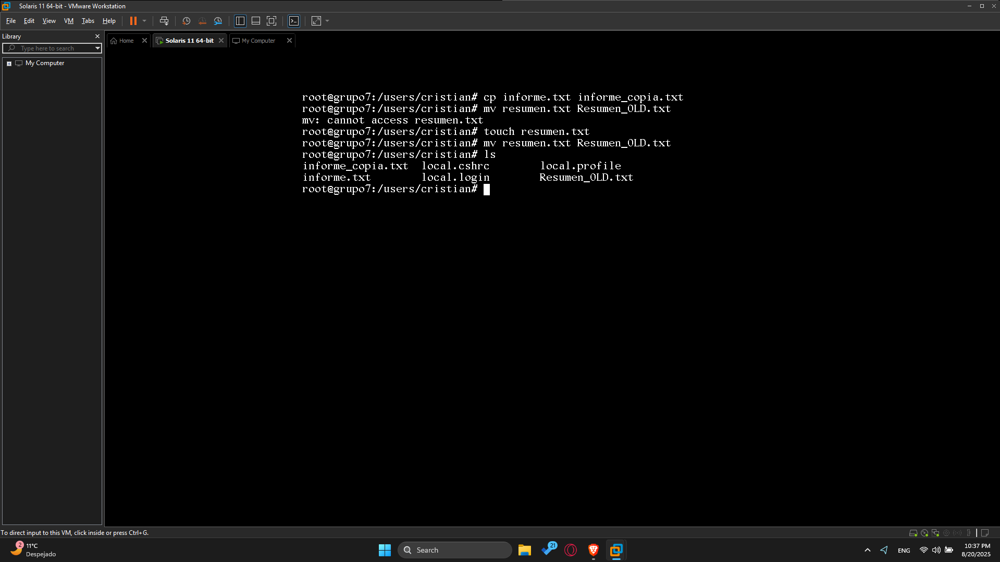 Solaris 11 64-bit - VMware Workstation
File Edit View VM Tabs Help
Library
Type here to search
My Computer
Home
Solaris 11 64-bit
My Computer
root@grupo7:/users/cristian# cp informe.txt informe_copia.txt
root@grupo7:/users/cristian# mv resumen.txt Resumen_OLD.txt
mv: cannot access resumen.txt
root@grupo7:/users/cristian# touch resumen.txt
root@grupo7:/users/cristian# mv resumen.txt Resumen_OLD.txt
root@grupo7:/users/cristian# ls
informe_copia.txt local.cshrc local.profile
informe.txt local.login Resumen_OLD.txt
root@grupo7:/users/cristian#
To direct input to this VM, click inside or press Ctrl+G.
2
11°C
Despejado
Search
21
ENG
10:37 PM
8/20/2025